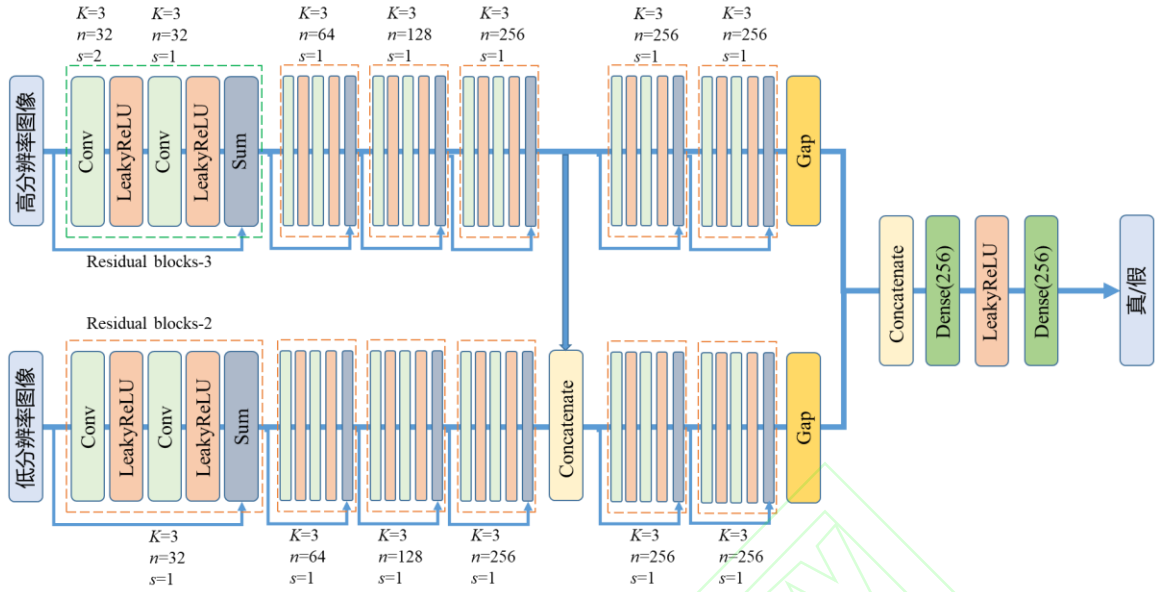 K=3
n=32
s=2
K=3
n=32
s=1
K=3
n=64
s=1
K=3
n=128
s=1
K=3
n=256
s=1
K=3
n=256
s=1
K=3
n=256
s=1
高分辨率图像
Conv
LeakyReLU
Conv
LeakyReLU
Sum
Gap
Residual blocks-3
Concatenate
Dense(256)
LeakyReLU
Dense(256)
真/假
Residual blocks-2
低分辨率图像
Conv
LeakyReLU
Conv
LeakyReLU
Sum
Concatenate
Gap
K=3
n=32
s=1
K=3
n=64
s=1
K=3
n=128
s=1
K=3
n=256
s=1
K=3
n=256
s=1
K=3
n=256
s=1